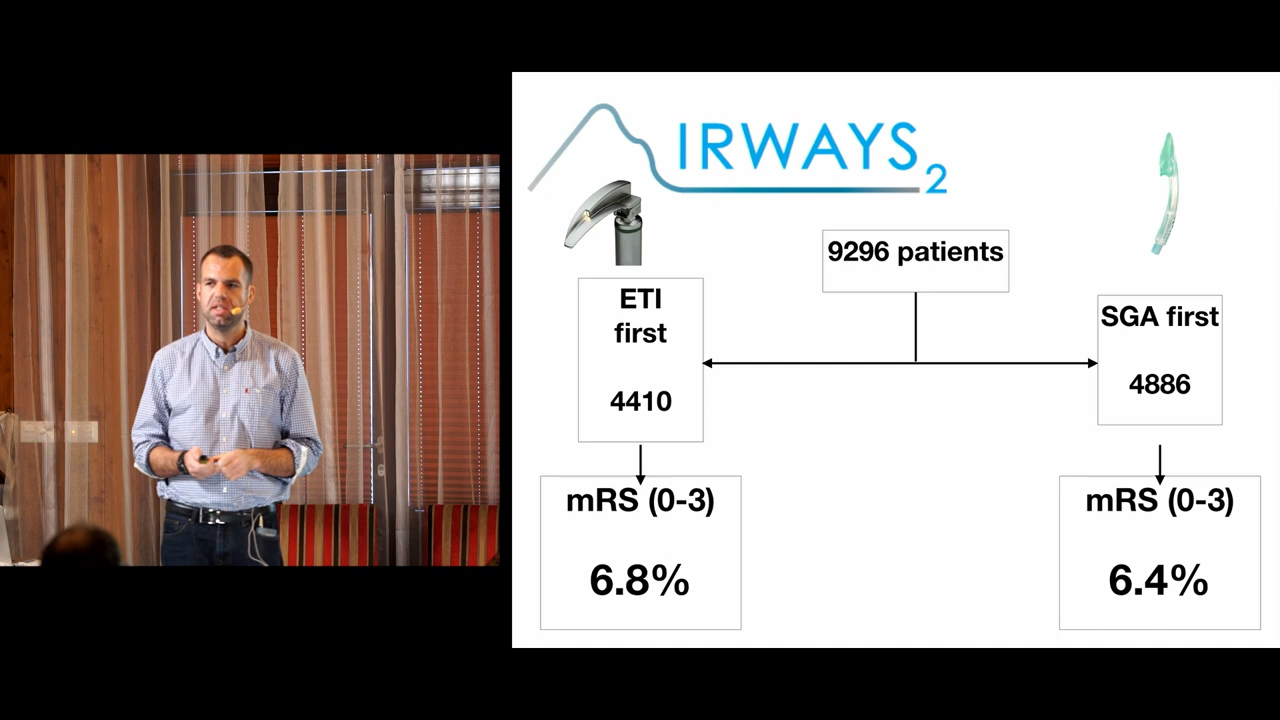 IRWAYS2
9296 patients
ETI
first
4410
SGA first
4886
mRS (0-3)
6.8%
mRS (0-3)
6.4%